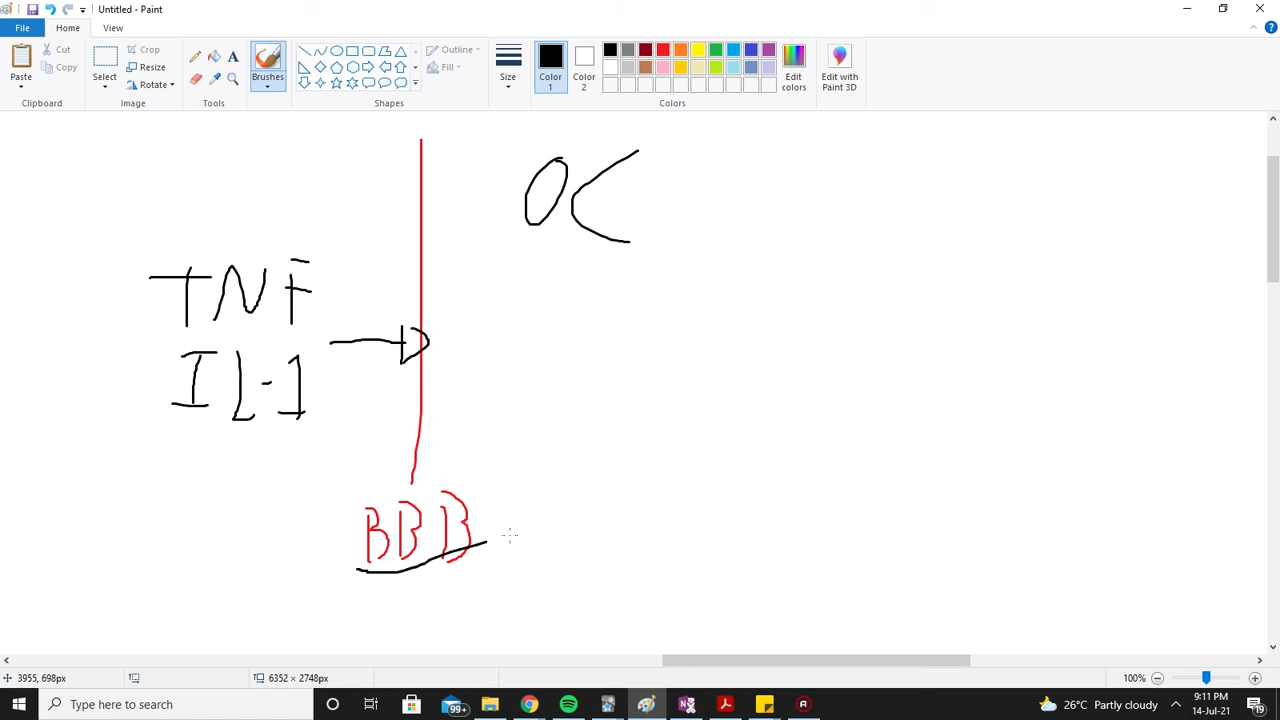 Untitled - Paint
File
Home
View
Paste
Cut
Copy
Clipboard
Select
Crop
Resize
Rotate
Image
A
Tools
Brushes
Outline
Fill
Shapes
Size
Color 1
Color 2
Edit colors
Colors
Edit with Paint 3D
OC
TNF
IL-1
BBB
3955, 698px
6352 × 2748px
100%
Type here to search
99+
26°C Partly cloudy
9:11 PM
14-Jul-21
19